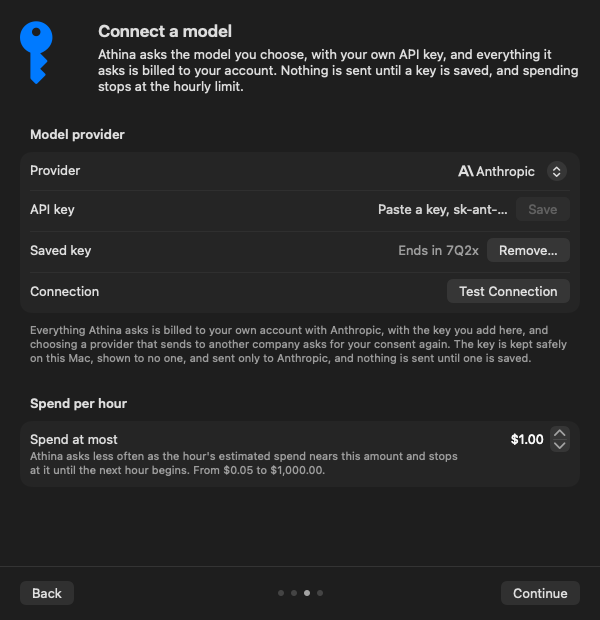 Connect a model
Athina asks the model you choose, with your own API key, and everything it
asks is billed to your account. Nothing is sent until a key is saved, and spending
stops at the hourly limit.
Model provider
Provider
Anthropic
API key
Paste a key, sk-ant-...
Save
Saved key
Ends in 7Q2x
Remove...
Connection
Test Connection
Everything Athina asks is billed to your own account with Anthropic, with the key you add here, and
choosing a provider that sends to another company asks for your consent again. The key is kept safely
on this Mac, shown to no one, and sent only to Anthropic, and nothing is sent until one is saved.
Spend per hour
Spend at most
$1.00
Athina asks less often as the hour's estimated spend nears this amount and stops
at it until the next hour begins. From $0.05 to $1,000.00.
Back
Continue